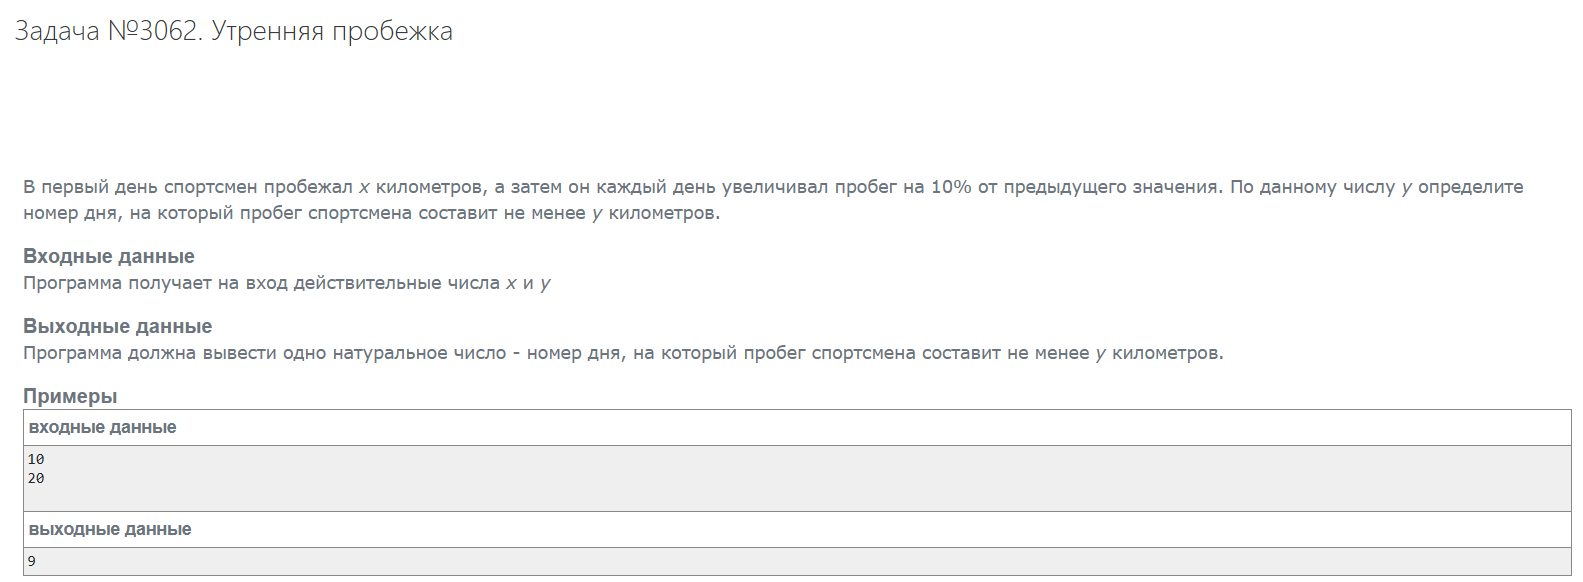 Задача №3062. Утренняя пробежка
В первый день спортсмен пробежал x километров, а затем он каждый день увеличивал пробег на 10% от предыдущего значения. По данному числу y определите
номер дня, на который пробег спортсмена составит не менее y километров.
Входные данные
Программа получает на вход действительные числа x и y
Выходные данные
Программа должна вывести одно натуральное число - номер дня, на который пробег спортсмена составит не менее y километров.
Примеры
входные данные
10
20
выходные данные
9